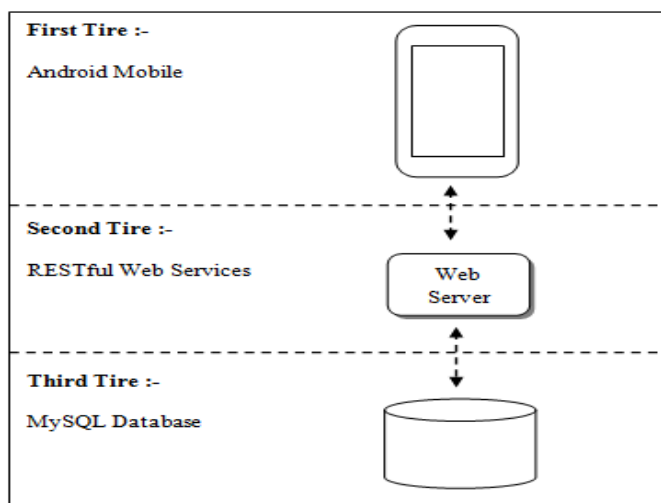 First Tire :-
Android Mobile
Second Tire :-
RESTful Web Services
Web
Server
Third Tire :-
MySQL Database